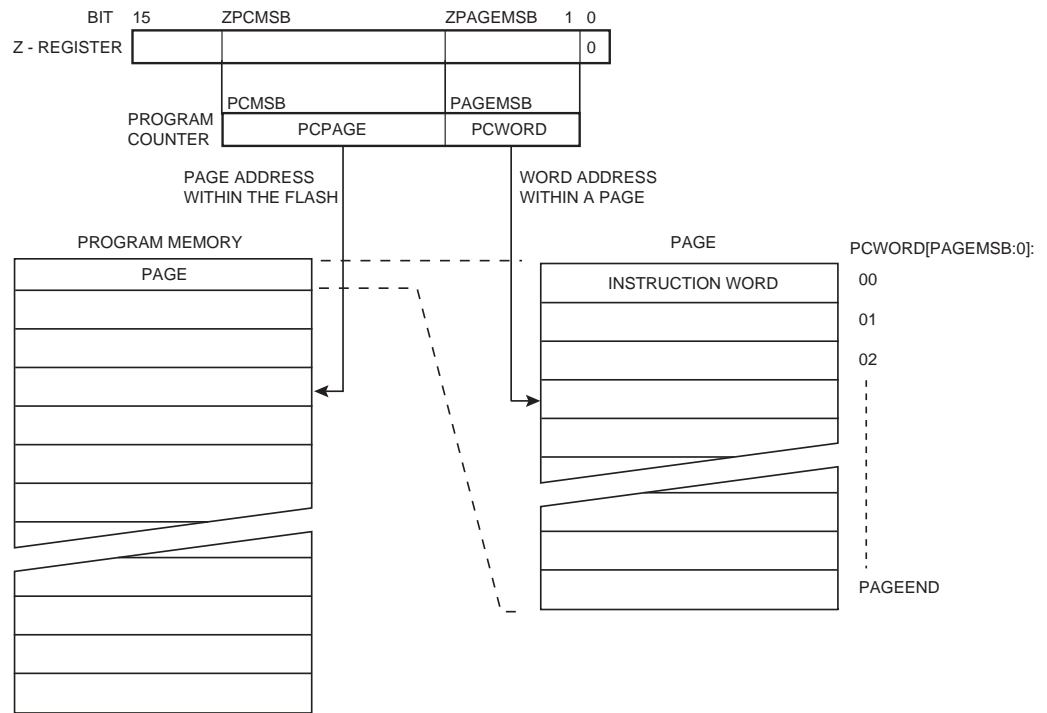 BIT 15 ZPCMSB ZPAGEMSB 1 0
Z - REGISTER 0
PCMSB PAGEMSB
PROGRAM
COUNTER
PCPAGE PCWORD
PAGE ADDRESS
WITHIN THE FLASH
WORD ADDRESS
WITHIN A PAGE
PROGRAM MEMORY
PAGE
PAGE
INSTRUCTION WORD
PCWORD[PAGEMSB:0]:
00
01
02
PAGEEND